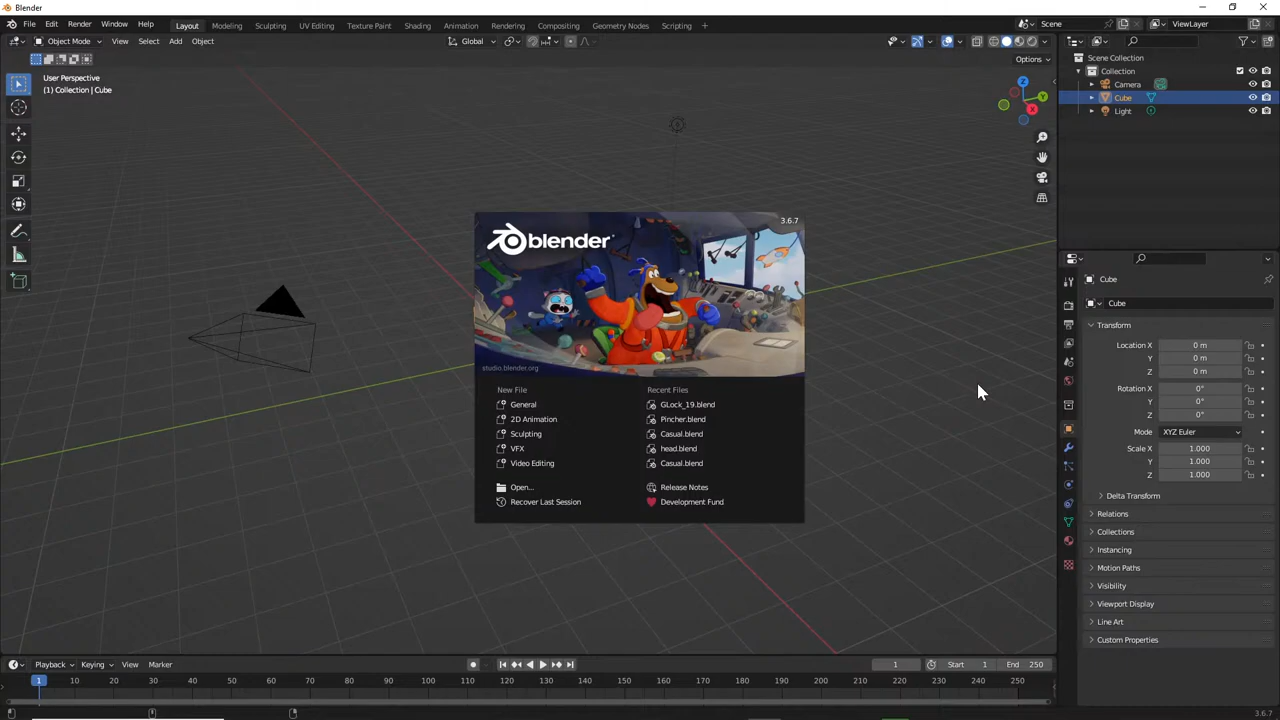 Blender
File Edit Render Window Help Layout Modeling Sculpting UV Editing Texture Paint Shading Animation Rendering Compositing Geometry Nodes Scripting + Scene ViewLayer
Object Mode View Select Add Object Global
Options
User Perspective
(1) Collection | Cube
Z
Y
X
Scene Collection
Collection
Camera
Cube
Light
blender
3.6.7
studio.blender.org
New File Recent Files
General GLock_19.blend
2D Animation Pincher.blend
Sculpting Casual.blend
VFX head.blend
Video Editing Casual.blend
Open... Release Notes
Recover Last Session Development Fund
Cube
Cube
Transform
Location X 0 m
Y 0 m
Z 0 m
Rotation X 0°
Y 0°
Z 0°
Mode XYZ Euler
Scale X 1.000
Y 1.000
Z 1.000
Delta Transform
Relations
Collections
Instancing
Motion Paths
Visibility
Viewport Display
Line Art
Custom Properties
Playback Keying View Marker 1 Start 1 End 250
1 10 20 30 40 50 60 70 80 90 100 110 120 130 140 150 160 170 180 190 200 210 220 230 240 250
3.6.7